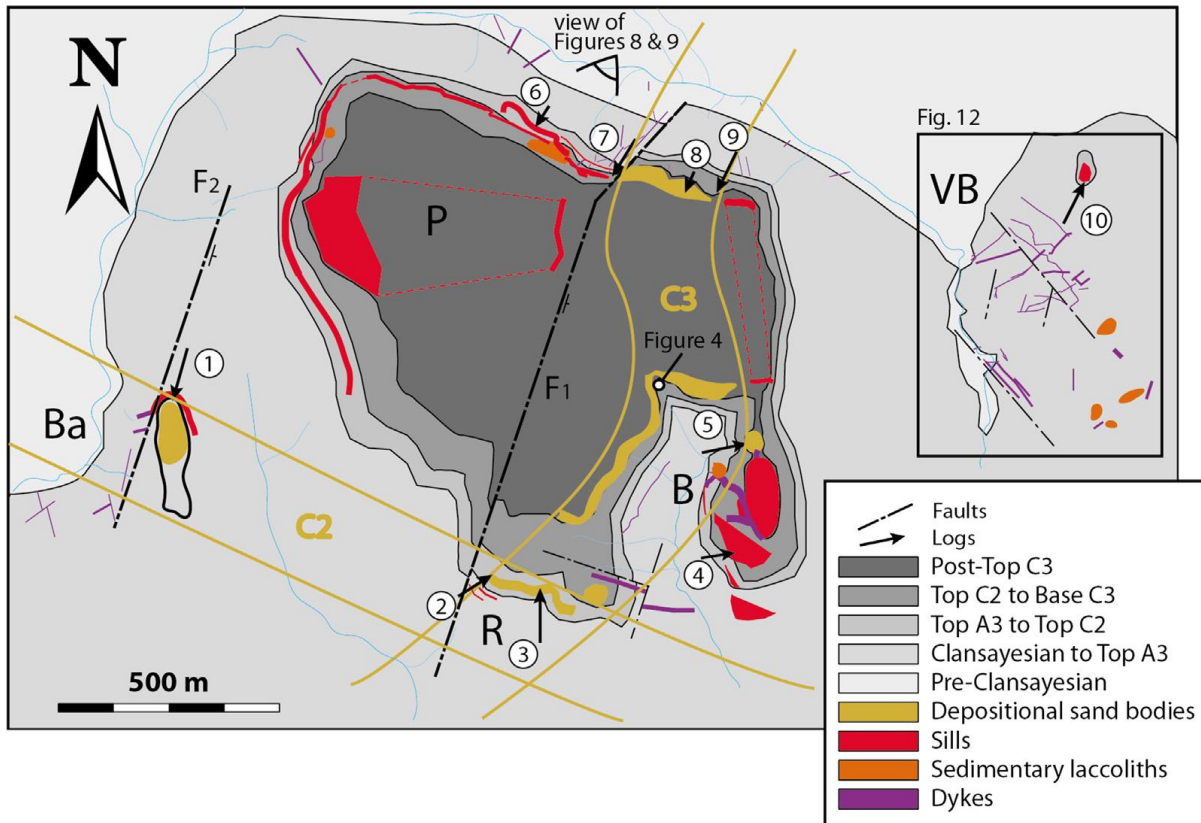 N
view of
Figures 8 & 9
6
7
8
9
Fig. 12
VB
10
F2
P
C3
Figure 4
1
F1
Ba
5
B
C2
4
2
R
3
500 m
Faults
Logs
Post-Top C3
Top C2 to Base C3
Top A3 to Top C2
Clansayesian to Top A3
Pre-Clansayesian
Depositional sand bodies
Sills
Sedimentary laccoliths
Dykes